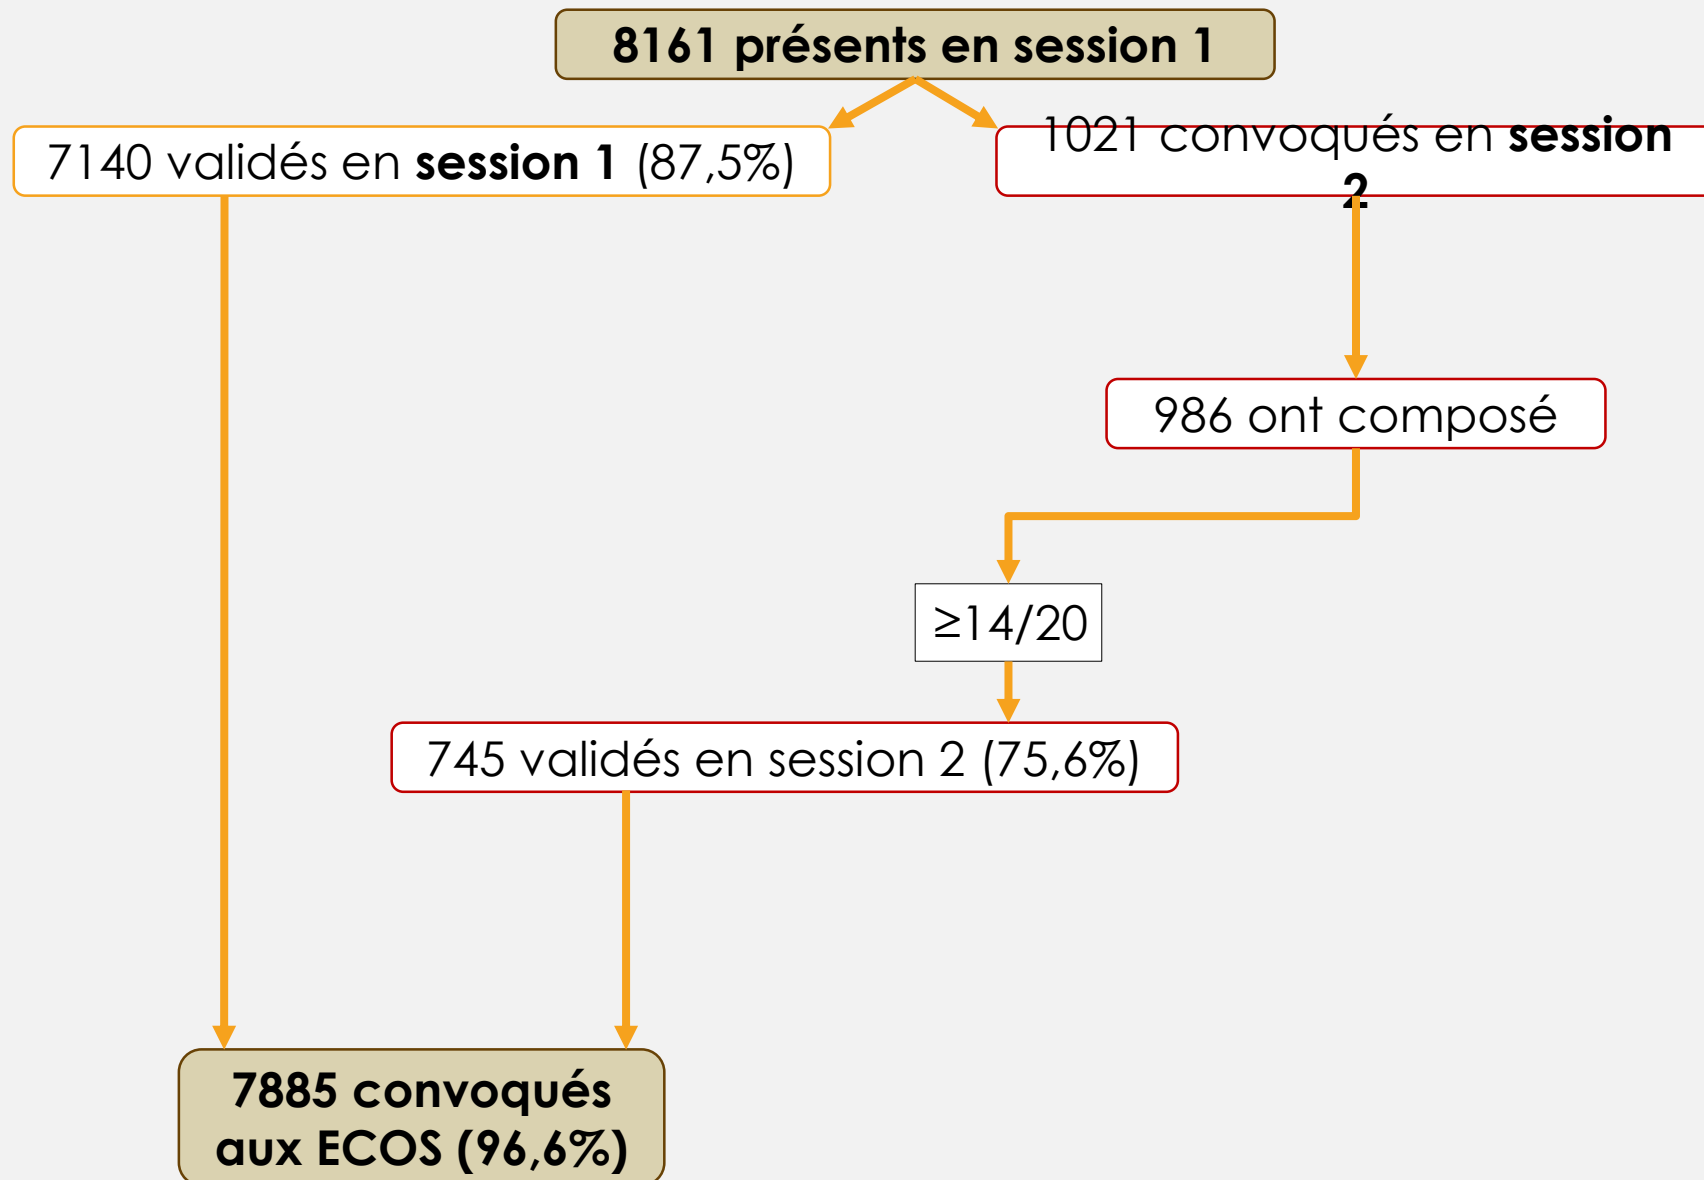 8161 présents en session 1
7140 validés en session 1 (87,5%)
1021 convoqués en session
2
986 ont composé
≥14/20
745 validés en session 2 (75,6%)
7885 convoqués
aux ECOS (96,6%)